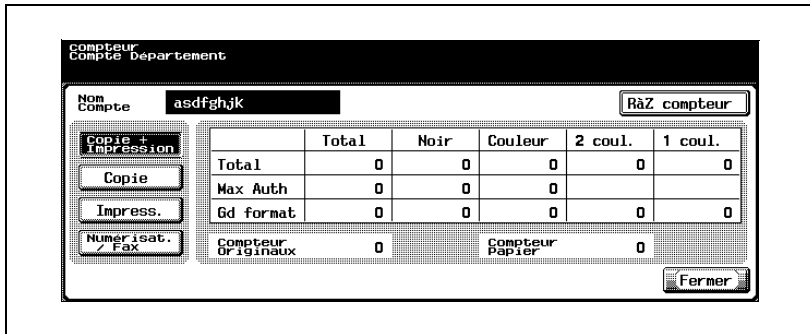 compteur
Compte Département
Nom
Compte
asdfghjk
RàZ compteur
Copie +
Impression
Copie
Impress.
Numérisat.
/ Fax
Total Noir Couleur 2 coul. 1 coul.
Total 0 0 0 0 0
Max Auth 0 0 0
Gd format 0 0 0 0 0
Compteur
Originaux 0
Compteur
Papier 0
Fermer